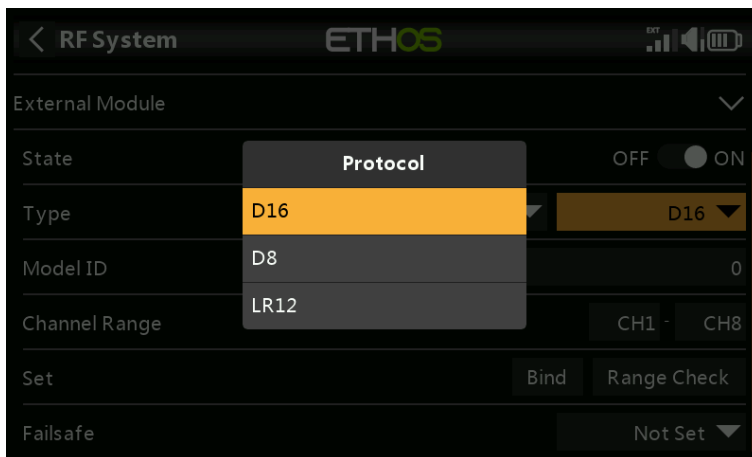 RF System ETHOS EXT
External Module
State OFF ON
Protocol
Type D16
D16
D8
LR12
Model ID 0
Channel Range CH1 - CH8
Set Bind Range Check
Failsafe Not Set